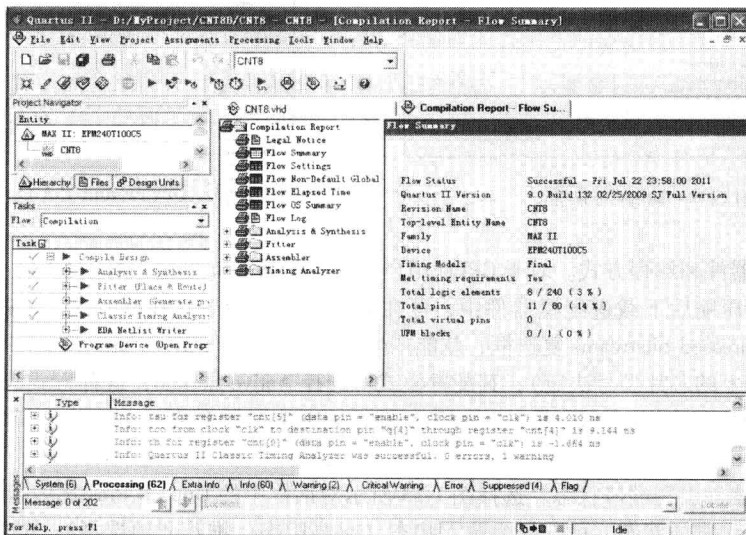 Quartus II - D:/MyProject/CNT8B/CNT8 - CNT8 - [Compilation Report - Flow Summary]
File Edit View Project Assignments Processing Tools Window Help
CNT8
Project Navigator
Entity
MAX II: EPM240T100C5
CNT8
Hierarchy Files Design Units
Tasks
Flow: Compilation
Task
Compile Design
Analysis & Synthesis
Fitter (Place & Route)
Assembler (Generate pro
Classic Timing Analysis
EDA Netlist Writer
Program Device (Open Progr
CNT8.vhd
Compilation Report
Legal Notice
Flow Summary
Flow Settings
Flow Non-Default Global
Flow Elapsed Time
Flow OS Summary
Flow Log
Analysis & Synthesis
Fitter
Assembler
Timing Analyzer
Compilation Report - Flow Su...
Flow Summary
Flow Status Successful - Fri Jul 22 23:58:00 2011
Quartus II Version 9.0 Build 132 02/25/2009 SJ Full Version
Revision Name CNT8
Top-level Entity Name CNT8
Family MAX II
Device EPM240T100C5
Timing Models Final
Met timing requirements Yes
Total logic elements 8 / 240 ( 3 % )
Total pins 11 / 80 ( 14 % )
Total virtual pins 0
UFM blocks 0 / 1 ( 0 % )
Type Message
Info: tsu for register "cnt[5]" (data pin = "enable", clock pin = "clk") is 4.010 ns
Info: tco from clock "clk" to destination pin "q[4]" through register "cnt[4]" is 9.144 ns
Info: th for register "cnt[0]" (data pin = "enable", clock pin = "clk") is -1.664 ns
Info: Quartus II Classic Timing Analyzer was successful. 0 errors, 1 warning
System (6) Processing (62) Extra Info Info (60) Warning (2) Critical Warning Error Suppressed (4) Flag
Messages
Message: 0 of 202
Location:
Locate
For Help, press F1
Idle